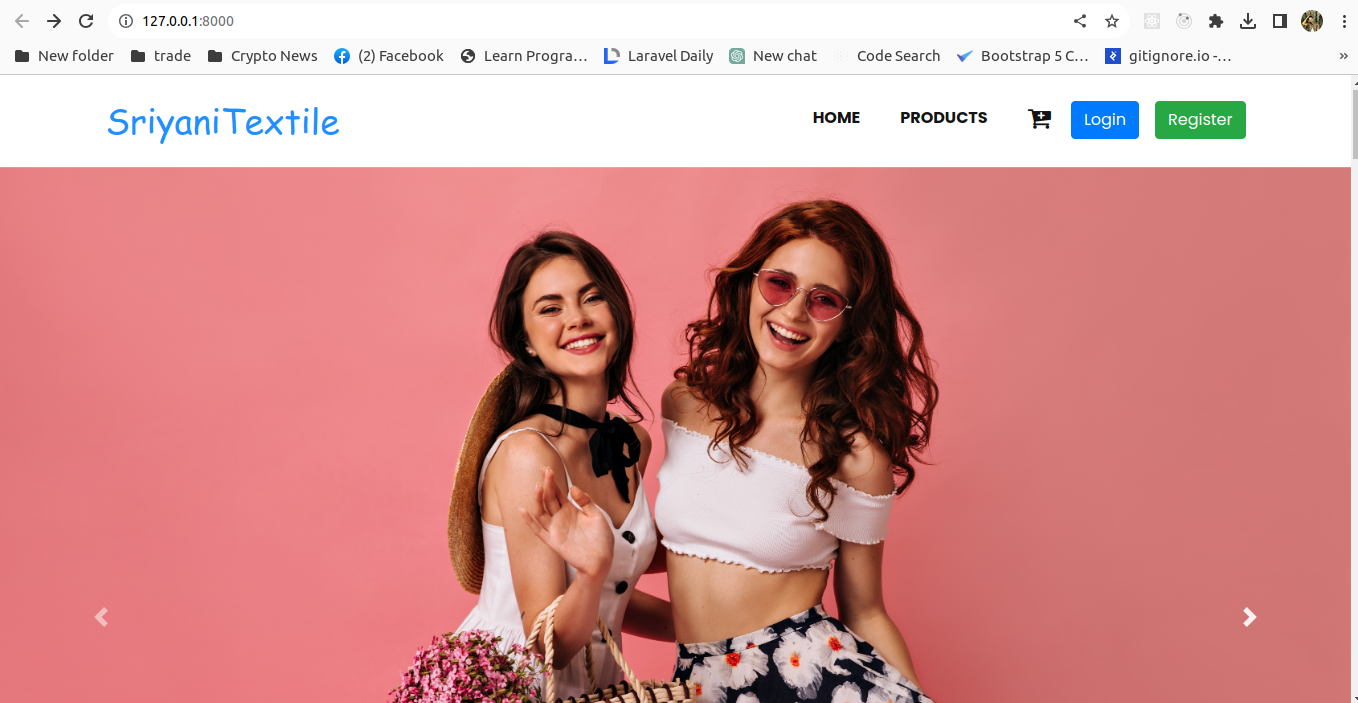 127.0.0.1:8000
New folder trade Crypto News (2) Facebook Learn Progra… Laravel Daily New chat Code Search Bootstrap 5 C… gitignore.io -… »
SriyaniTextile HOME PRODUCTS Login Register